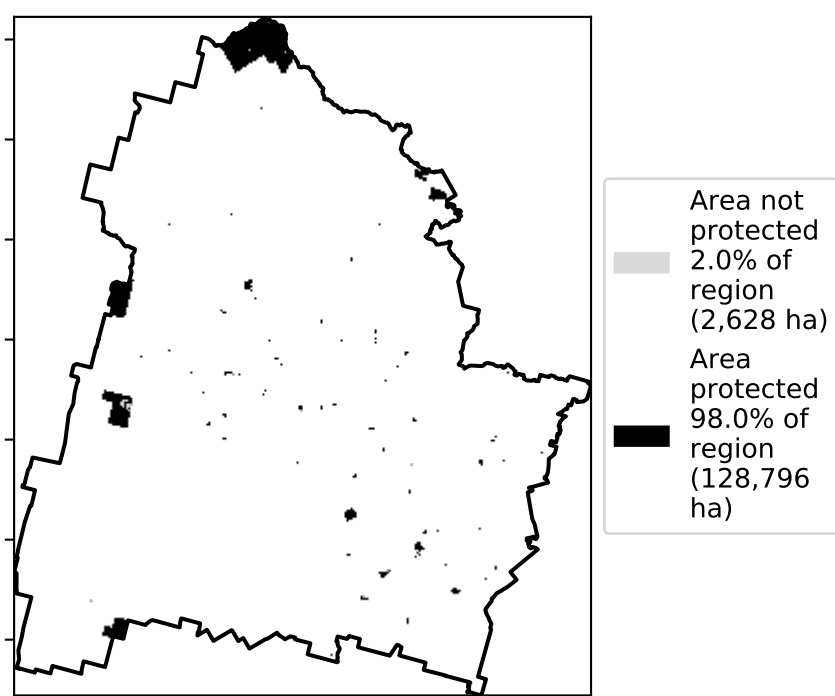 Area not
protected
2.0% of
region
(2,628 ha)
Area
protected
98.0% of
region
(128,796
ha)